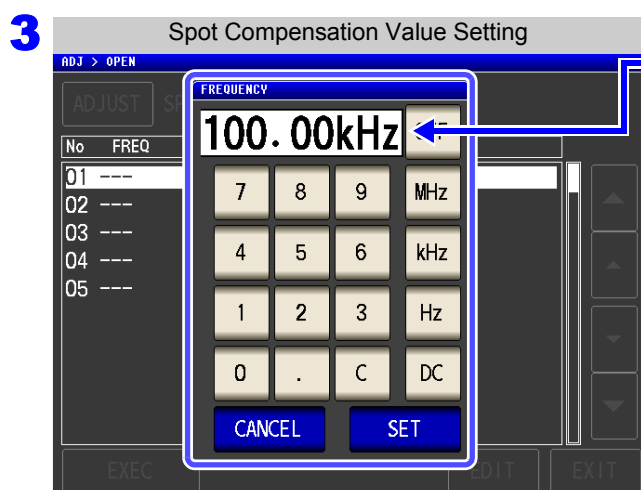 3
Spot Compensation Value Setting
ADJ > OPEN
ADJUST
FREQUENCY
100.00kHz
No FREQ
01 ---
02 ---
03 ---
04 ---
05 ---
7 8 9 MHz
4 5 6 kHz
1 2 3 Hz
0 . C DC
CANCEL SET
EXEC EDIT EXIT